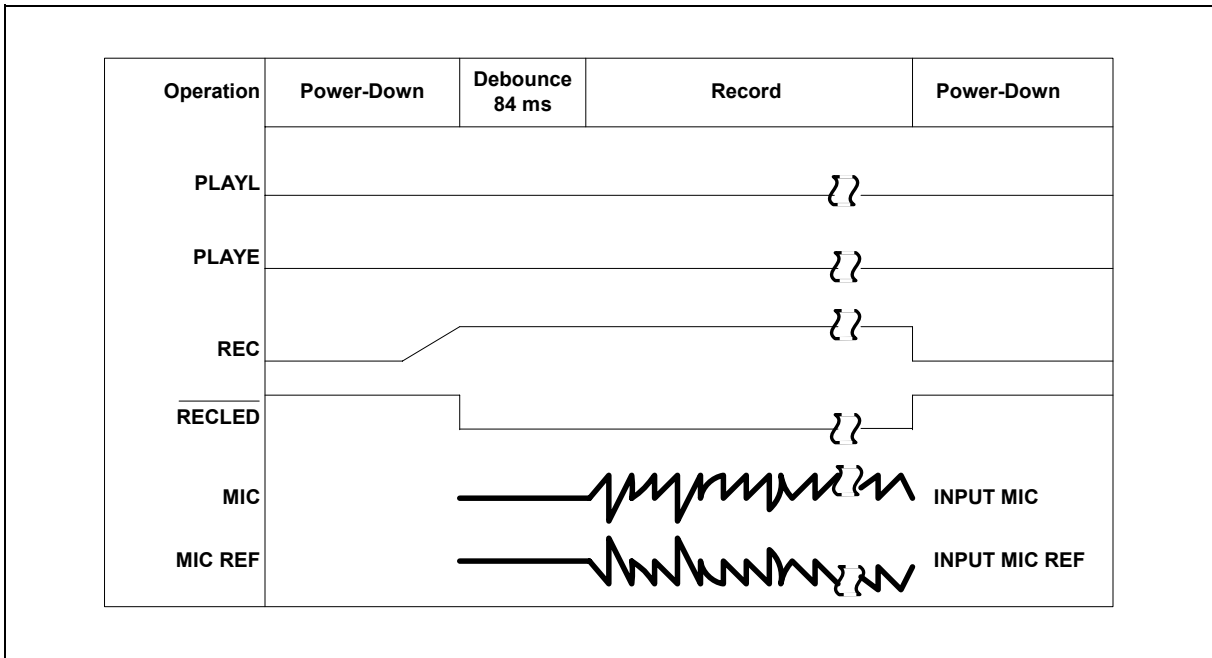 Operation Power-Down Debounce 84 ms Record Power-Down
PLAYL
PLAYE
REC
RECLED
MIC INPUT MIC
MIC REF INPUT MIC REF